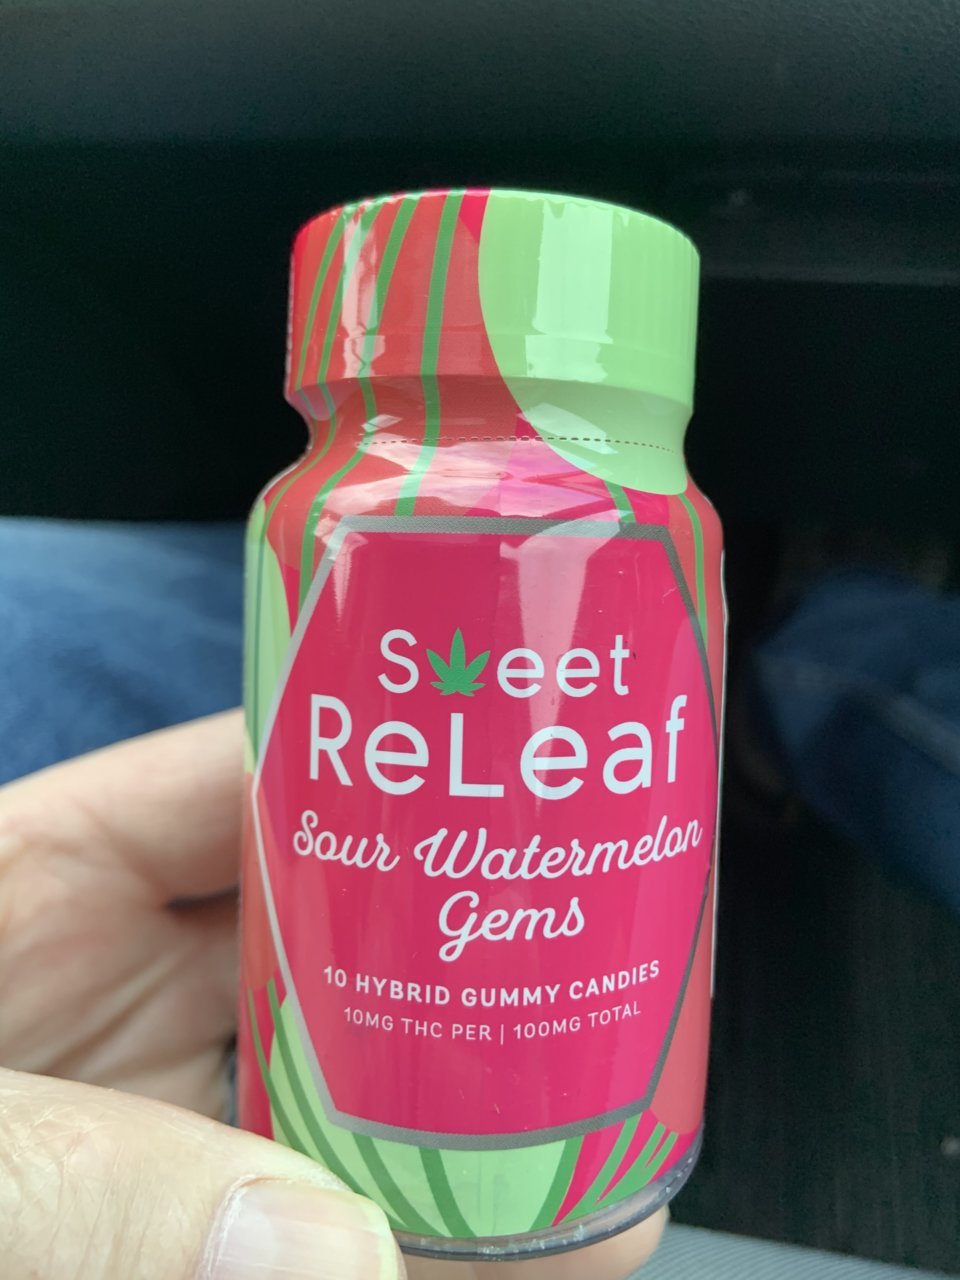 Sweet
ReLeaf
Sour Watermelon
Gems
10 HYBRID GUMMY CANDIES
10MG THC PER | 100MG TOTAL